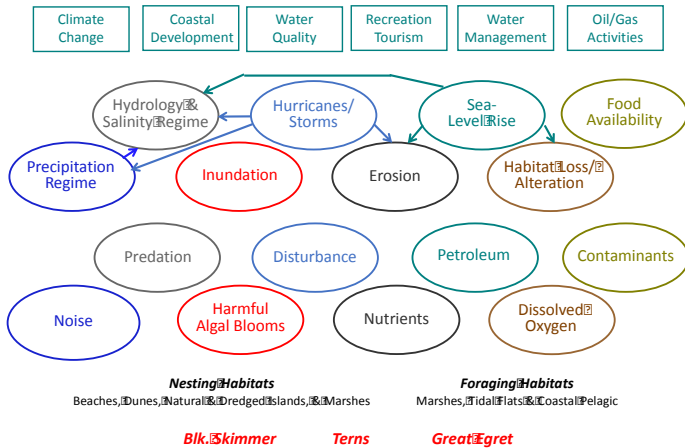 Climate
Change
Coastal
Development
Water
Quality
Recreation
Tourism
Water
Management
Oil/Gas
Activities
Hydrology &
Salinity Regime
Hurricanes/
Storms
Sea-
Level Rise
Food
Availability
Precipitation
Regime
Inundation
Erosion
Habitat Loss/
Alteration
Predation
Disturbance
Petroleum
Contaminants
Noise
Harmful
Algal Blooms
Nutrients
Dissolved
Oxygen
Nesting Habitats
Beaches, Dunes, Natural & Dredged Islands, & Marshes
Foraging Habitats
Marshes, Tidal Flats & Coastal Pelagic
Blk. Skimmer
Terns
Great Egret